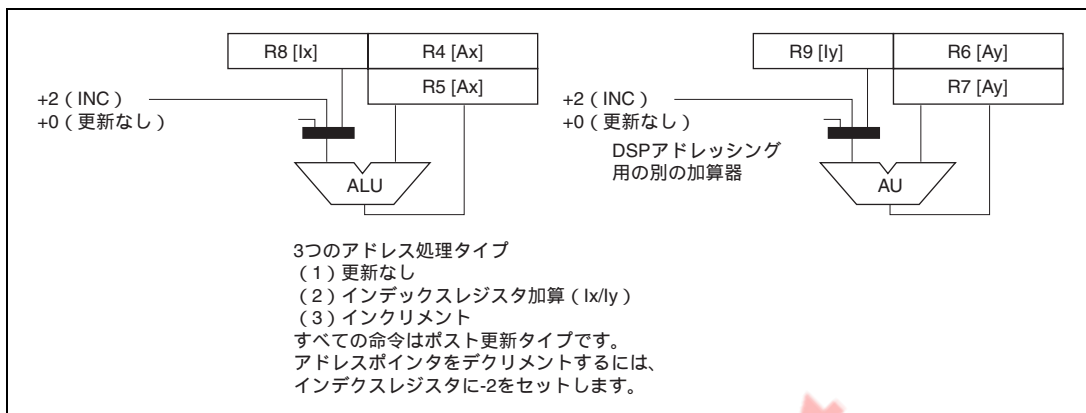 R8 [Ix]
R4 [Ax]
R5 [Ax]
+2（INC）
+0（更新なし）
ALU
R9 [Iy]
R6 [Ay]
R7 [Ay]
+2（INC）
+0（更新なし）
DSPアドレッシング
用の別の加算器
AU
3つのアドレス処理タイプ
（1）更新なし
（2）インデックスレジスタ加算（Ix/Iy）
（3）インクリメント
すべての命令はポスト更新タイプです。
アドレスポインタをデクリメントするには、
インデクスレジスタに-2をセットします。